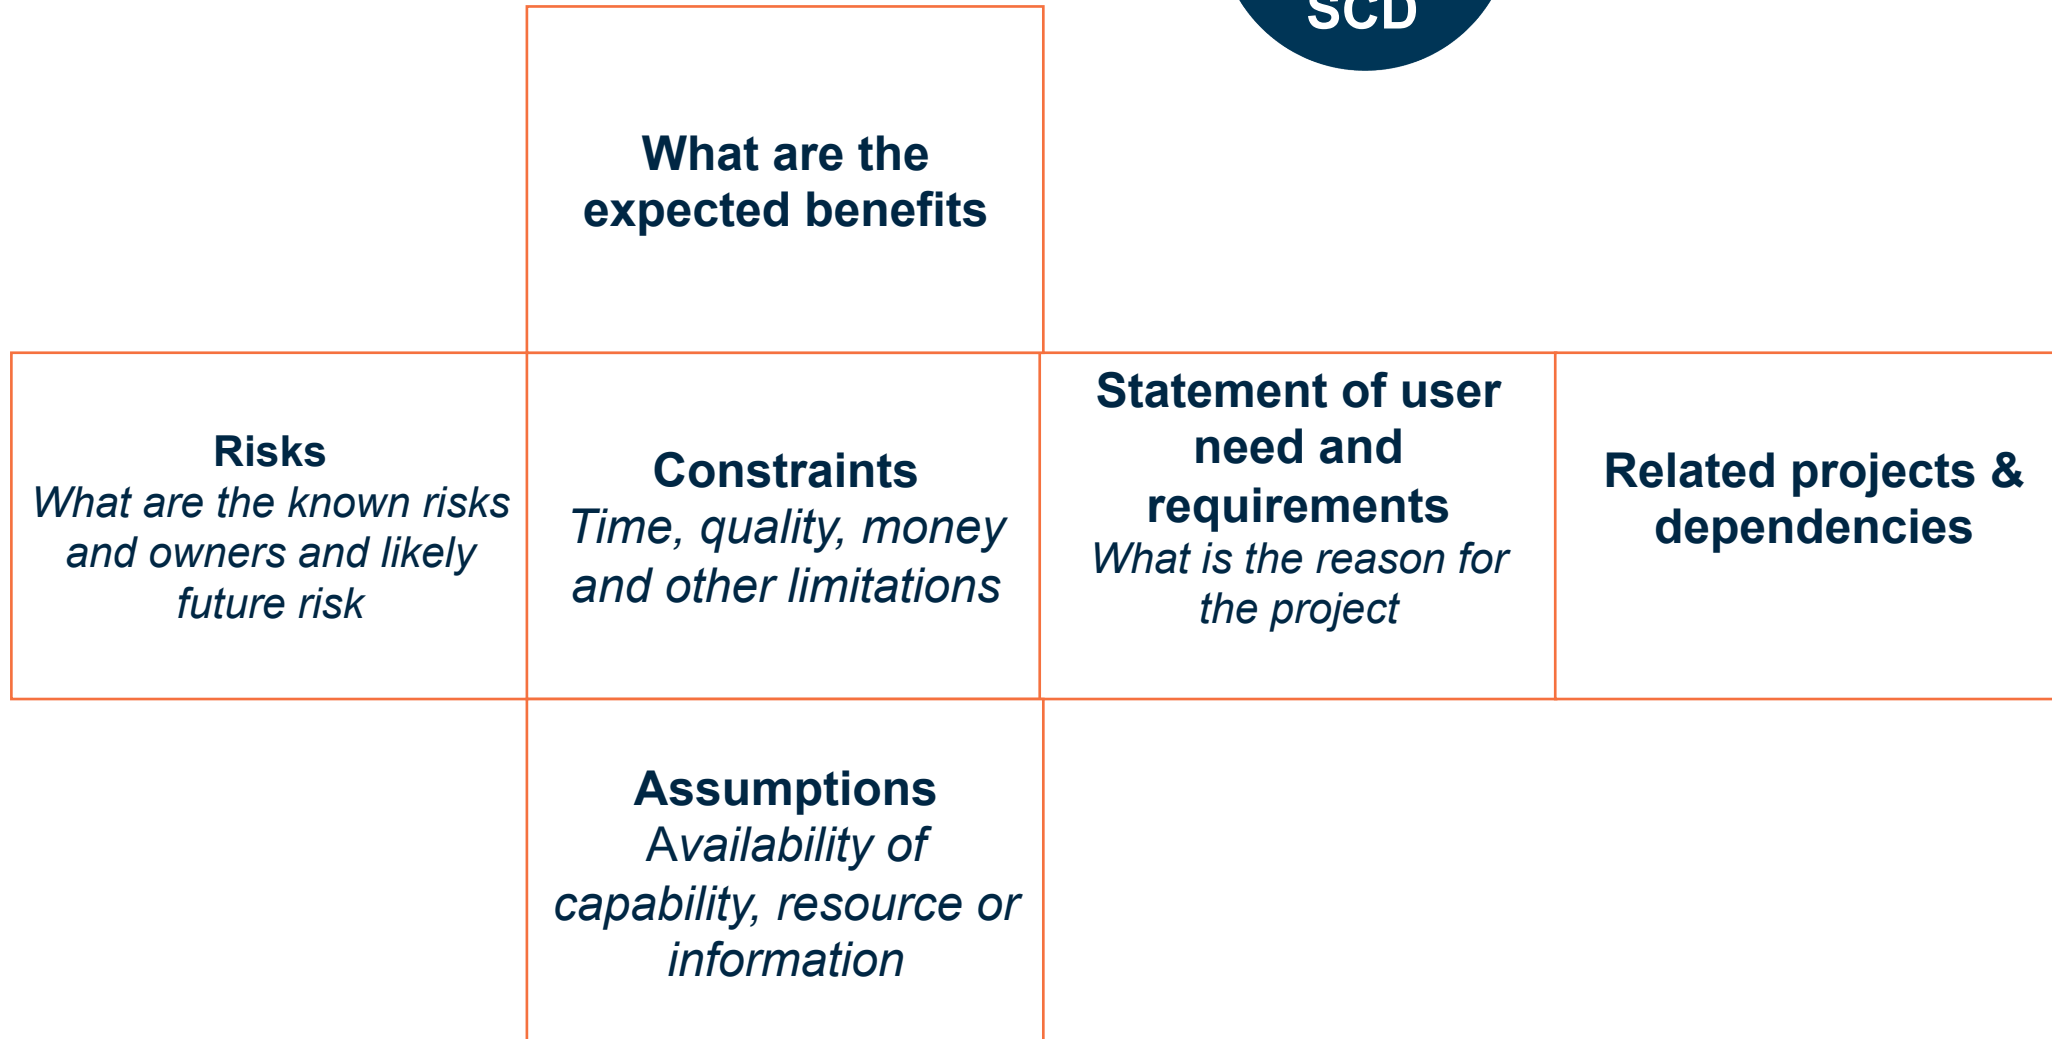 SCD
What are the
expected benefits
Risks
What are the known risks
and owners and likely
future risk
Constraints
Time, quality, money
and other limitations
Statement of user
need and
requirements
What is the reason for
the project
Related projects &
dependencies
Assumptions
Availability of
capability, resource or
information